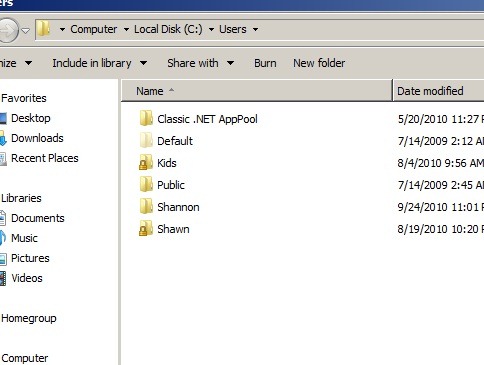 ers
Computer Local Disk (C:) Users
nize Include in library Share with Burn New folder
Favorites
Desktop
Downloads
Recent Places
Libraries
Documents
Music
Pictures
Videos
Homegroup
Computer
Name Date modified
Classic .NET AppPool 5/20/2010 11:27 P
Default 7/14/2009 2:12 A
Kids 8/4/2010 9:56 AM
Public 7/14/2009 2:45 A
Shannon 9/24/2010 11:01 P
Shawn 8/19/2010 10:20 P